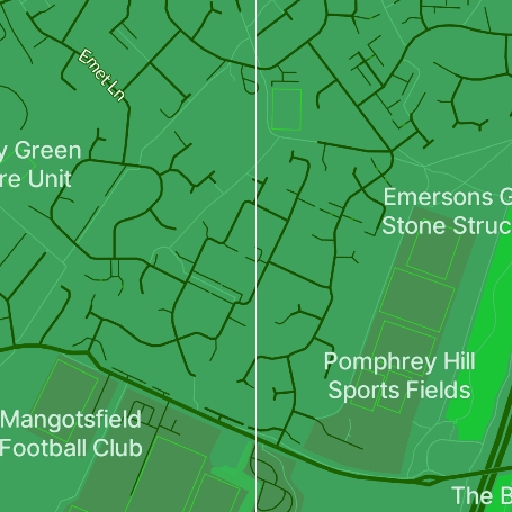 Emet Ln
y Green
re Unit
Emersons G
Stone Struc
Pomphrey Hill
Sports Fields
Mangotsfield
Football Club
The B